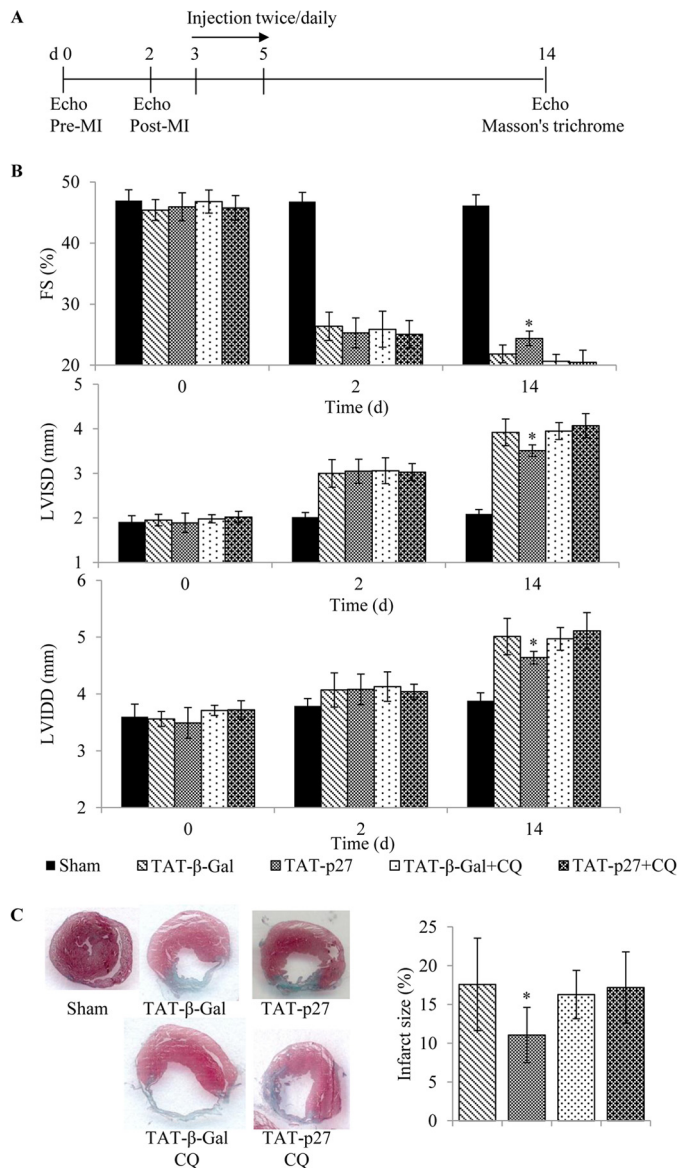 A
Injection twice/daily
d 0 2 3 5 14
Echo Echo Echo
Pre-MI Post-MI Masson's trichrome
B
50
40
30
20
FS (%)
0 2 14
Time (d)
5
4
3
2
1
LVISD (mm)
*
*
0 2 14
Time (d)
6
5
4
3
2
LVIDD (mm)
*
0 2 14
Time (d)
Sham TAT-β-Gal TAT-p27 TAT-β-Gal+CQ TAT-p27+CQ
C
Sham TAT-β-Gal TAT-p27
TAT-β-Gal TAT-p27
CQ CQ
25
20
15
10
5
0
Infarct size (%)
*